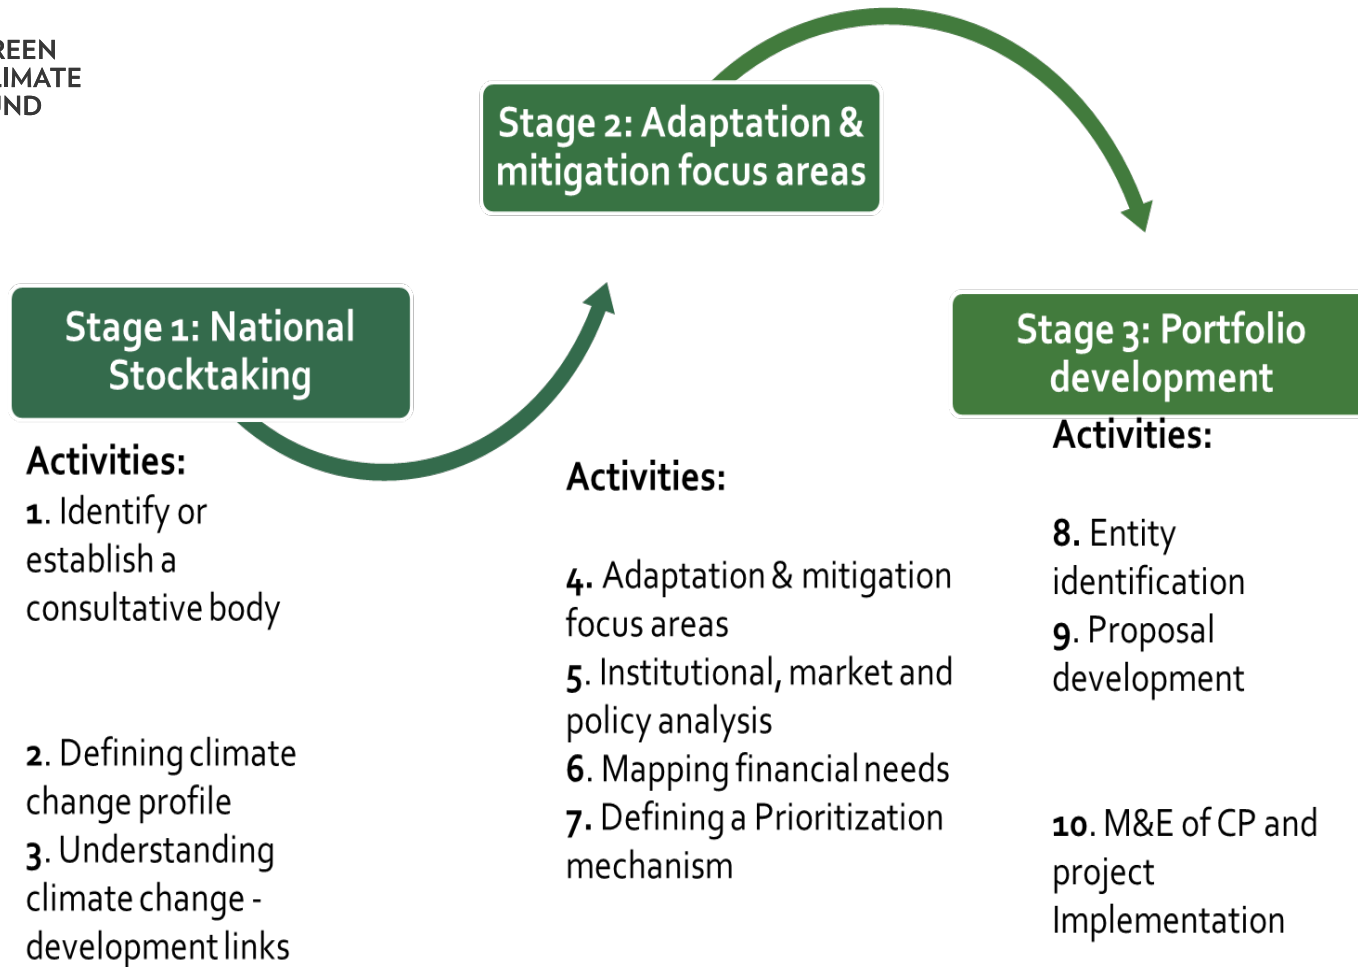 REEN
LIMATE
UND
Stage 2: Adaptation &
mitigation focus areas
Stage 1: National
Stocktaking
Stage 3: Portfolio
development
Activities:
1. Identify or
establish a
consultative body
2. Defining climate
change profile
3. Understanding
climate change -
development links
Activities:
4. Adaptation & mitigation
focus areas
5. Institutional, market and
policy analysis
6. Mapping financial needs
7. Defining a Prioritization
mechanism
Activities:
8. Entity
identification
9. Proposal
development
10. M&E of CP and
project
Implementation